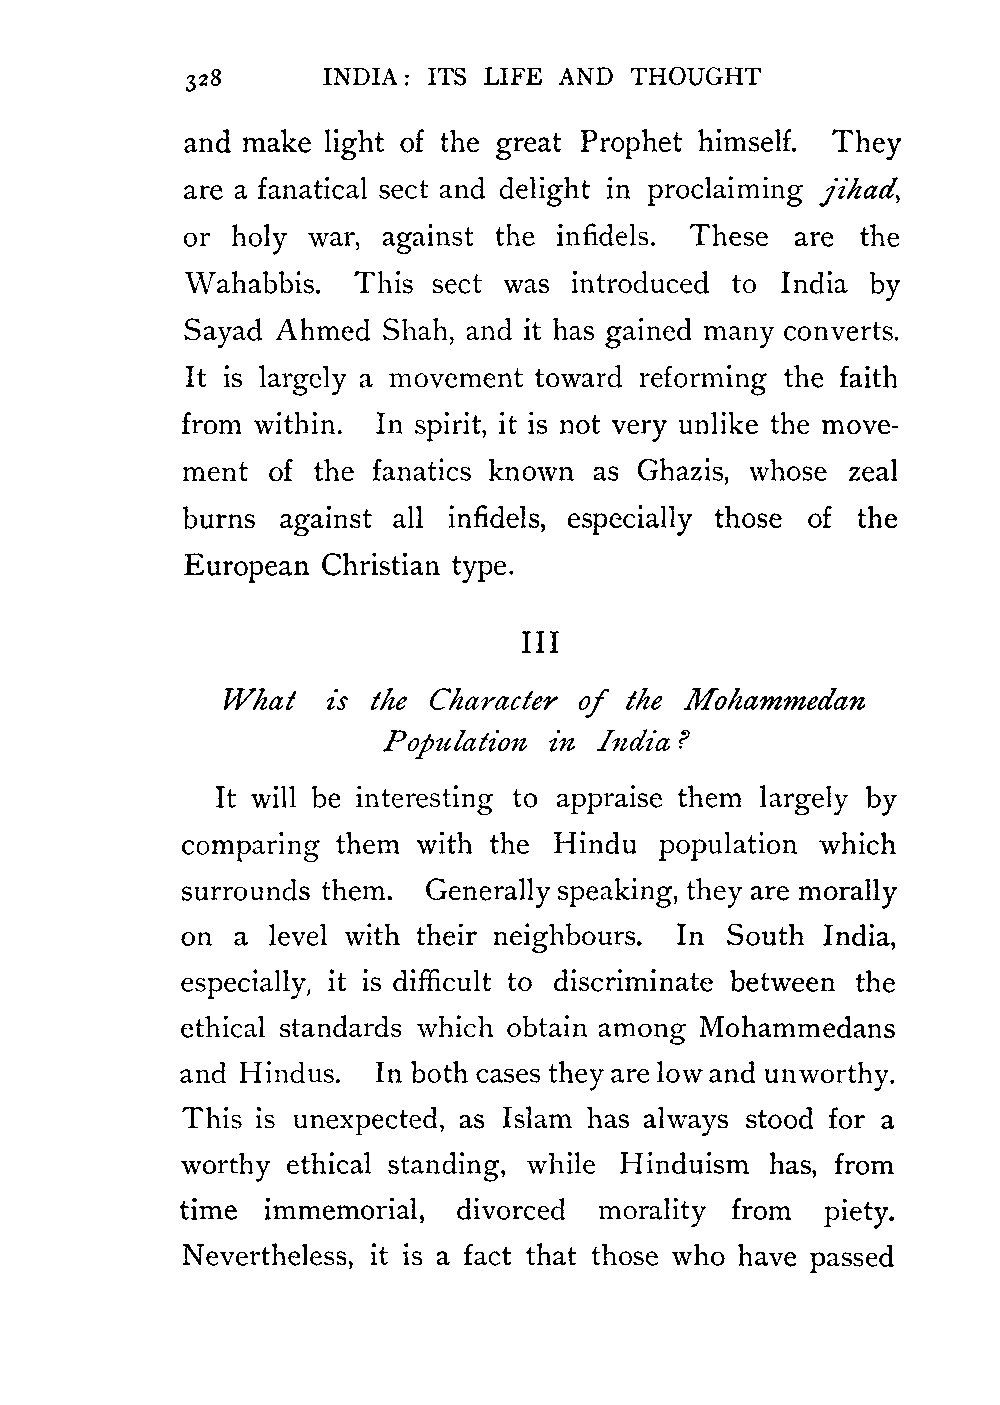 328 INDIA: ITS LIFE AND THOUGHT
and make light of the great Prophet himself. They
are a fanatical sect and delight in proclaiming jihad,
or holy war, against the infidels. These are the
Wahabbis. This sect was introduced to India by
Sayad Ahmed Shah, and it has gained many converts.
It is largely a movement toward reforming the faith
from within. In spirit, it is not very unlike the move-
ment of the fanatics known as Ghazis, whose zeal
burns against all infidels, especially those of the
European Christian type.
III
What is the Character of the Mohammedan
Population in India?
It will be interesting to appraise them largely by
comparing them with the Hindu population which
surrounds them. Generally speaking, they are morally
on a level with their neighbours. In South India,
especially, it is difficult to discriminate between the
ethical standards which obtain among Mohammedans
and Hindus. In both cases they are low and unworthy.
This is unexpected, as Islam has always stood for a
worthy ethical standing, while Hinduism has, from
time immemorial, divorced morality from piety.
Nevertheless, it is a fact that those who have passed